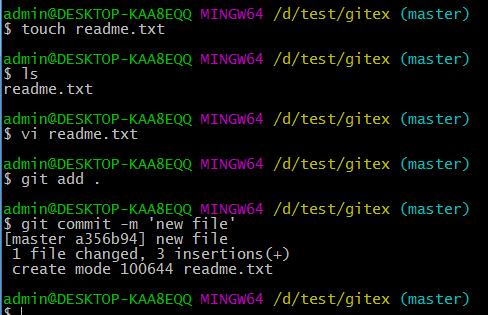 admin@DESKTOP-KAA8EQQ MINGW64 /d/test/gitex (master)
$ touch readme.txt
admin@DESKTOP-KAA8EQQ MINGW64 /d/test/gitex (master)
$ ls
readme.txt
admin@DESKTOP-KAA8EQQ MINGW64 /d/test/gitex (master)
$ vi readme.txt
admin@DESKTOP-KAA8EQQ MINGW64 /d/test/gitex (master)
$ git add .
admin@DESKTOP-KAA8EQQ MINGW64 /d/test/gitex (master)
$ git commit -m 'new file'
[master a356b94] new file
 1 file changed, 3 insertions(+)
 create mode 100644 readme.txt
admin@DESKTOP-KAA8EQQ MINGW64 /d/test/gitex (master)
$